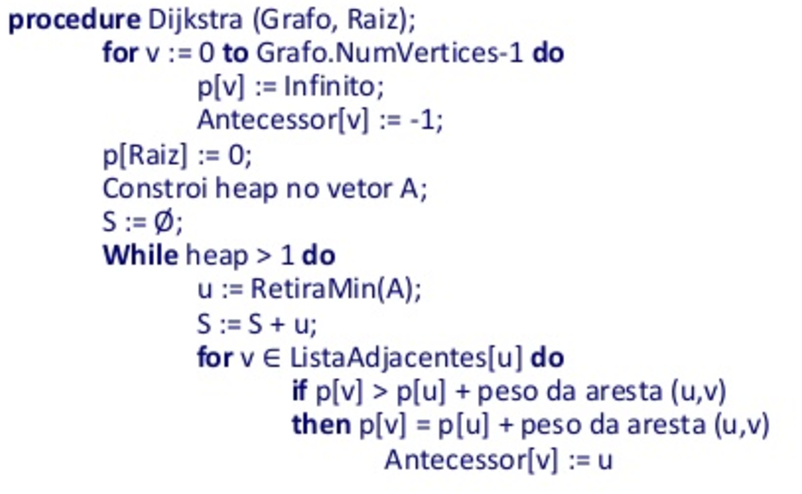 procedure Dijkstra (Grafo, Raiz);
for v := 0 to Grafo.NumVertices-1 do
p[v] := Infinito;
Antecessor[v] := -1;
p[Raiz] := 0;
Constroi heap no vetor A;
S := Ø;
While heap > 1 do
u := RetiraMin(A);
S := S + u;
for v ∈ ListaAdjacentes[u] do
if p[v] > p[u] + peso da aresta (u,v)
then p[v] = p[u] + peso da aresta (u,v)
Antecessor[v] := u